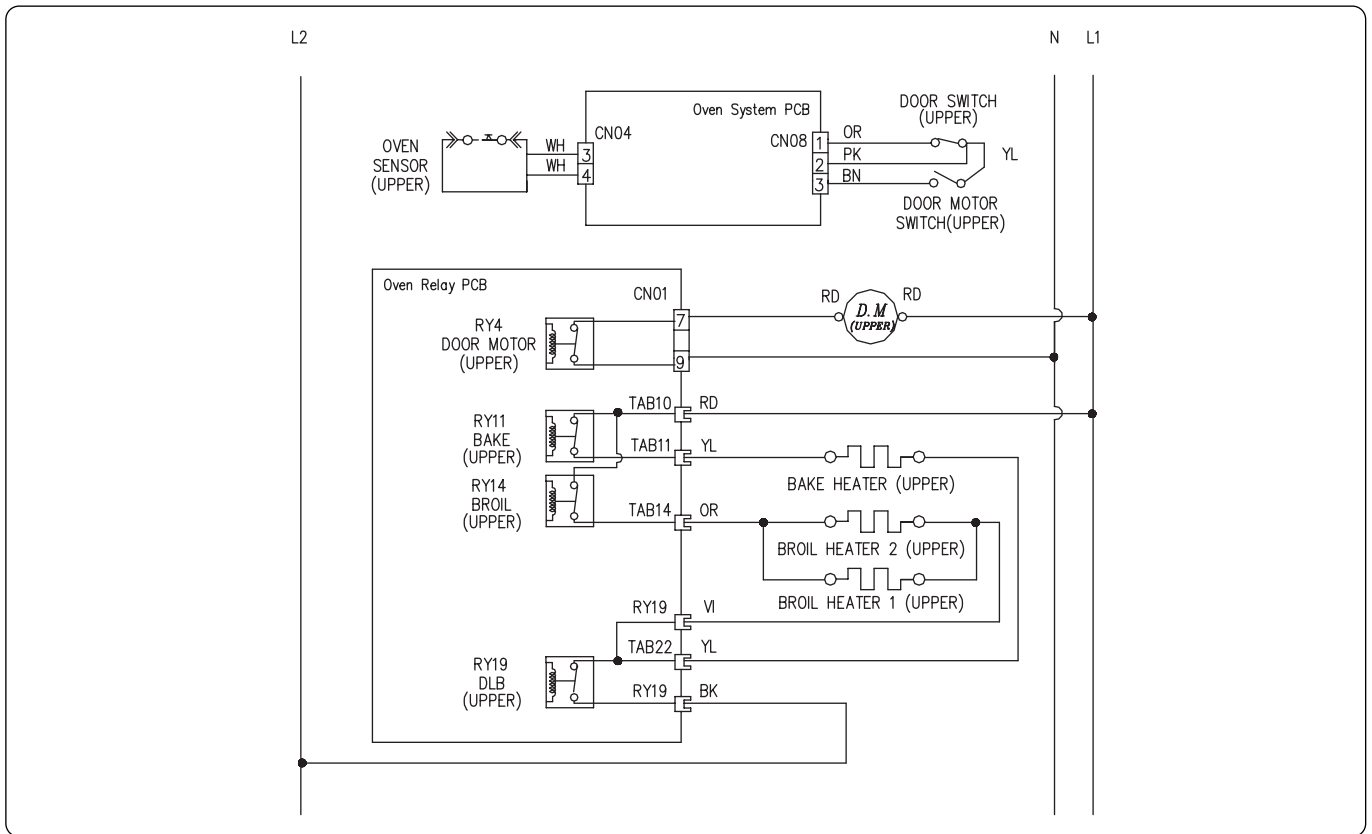 L2
N
L1
Oven System PCB
DOOR SWITCH
(UPPER)
OVEN
SENSOR
(UPPER)
WH
WH
CN04
3
4
CN08
1
2
3
OR
PK
BN
YL
DOOR MOTOR
SWITCH(UPPER)
Oven Relay PCB
CN01
RY4
DOOR MOTOR
(UPPER)
7
9
RD
D.M
(UPPER)
RD
RY11
BAKE
(UPPER)
TAB10
RD
TAB11
YL
BAKE HEATER (UPPER)
RY14
BROIL
(UPPER)
TAB14
OR
BROIL HEATER 2 (UPPER)
BROIL HEATER 1 (UPPER)
RY19
VI
TAB22
YL
RY19
DLB
(UPPER)
RY19
BK